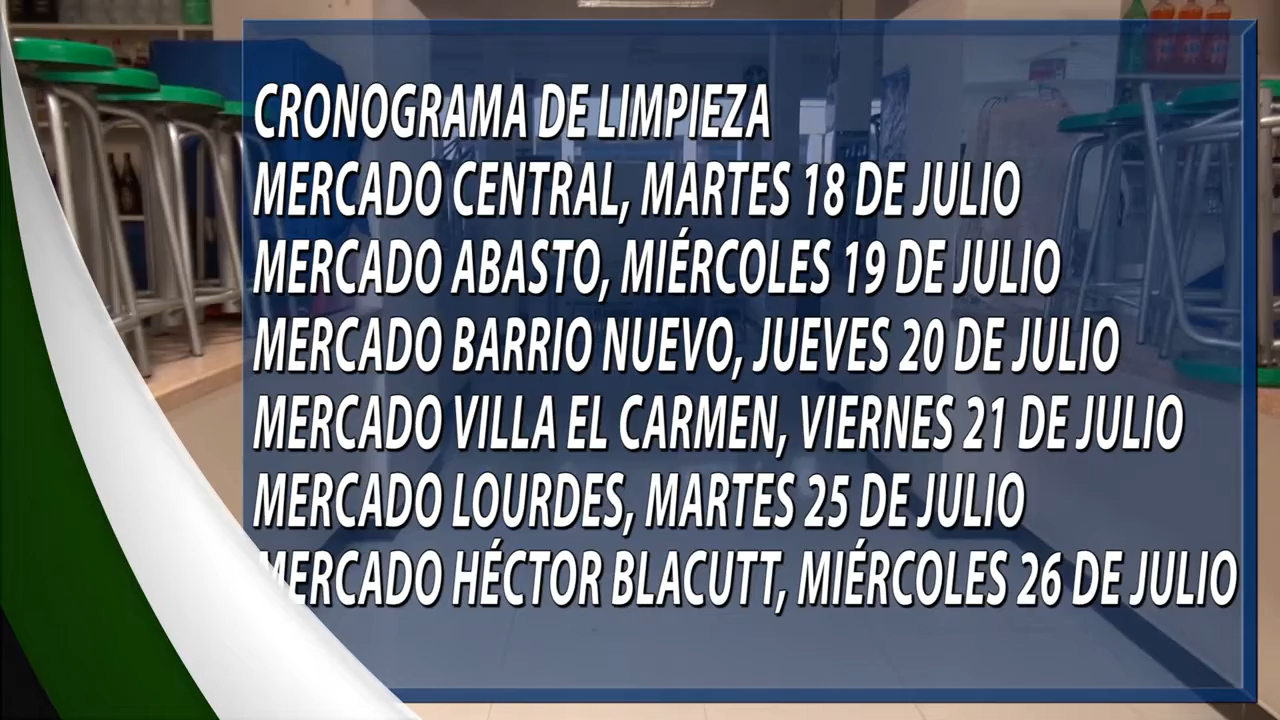 CRONOGRAMA DE LIMPIEZA
MERCADO CENTRAL, MARTES 18 DE JULIO
MERCADO ABASTO, MIÉRCOLES 19 DE JULIO
MERCADO BARRIO NUEVO, JUEVES 20 DE JULIO
MERCADO VILLA EL CARMEN, VIERNES 21 DE JULIO
MERCADO LOURDES, MARTES 25 DE JULIO
MERCADO HÉCTOR BLACUTT, MIÉRCOLES 26 DE JULIO